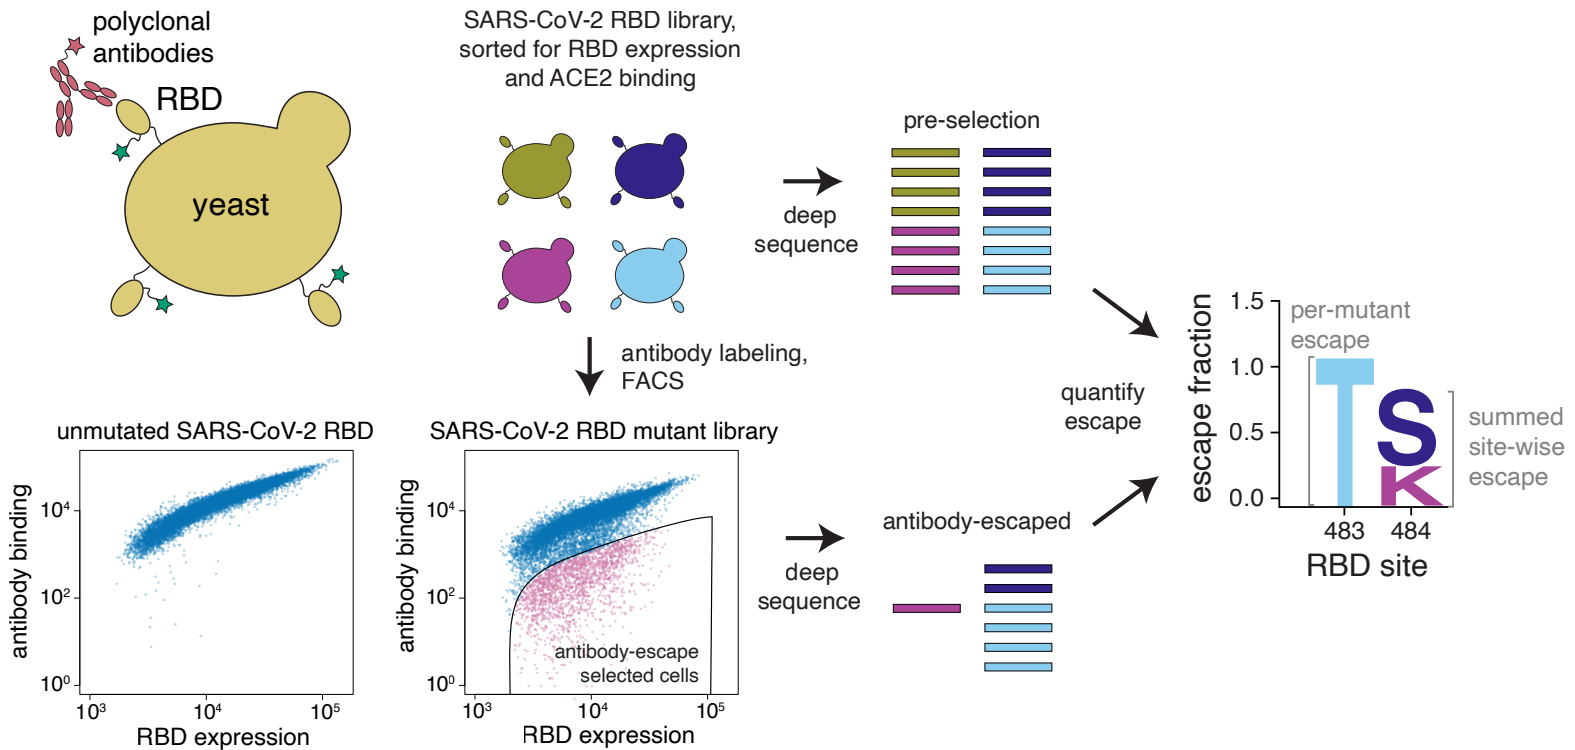 polyclonal
antibodies
RBD
yeast
SARS-CoV-2 RBD library,
sorted for RBD expression
and ACE2 binding
deep
sequence
pre-selection
antibody labeling,
FACS
unmutated SARS-CoV-2 RBD
antibody binding
10⁴
10²
10⁰
10³
10⁴
10⁵
RBD expression
SARS-CoV-2 RBD mutant library
antibody binding
10⁴
10²
10⁰
antibody-escape
selected cells
10³
10⁴
10⁵
RBD expression
deep
sequence
antibody-escaped
quantify
escape
escape fraction
1.5
1.0
0.5
0.0
per-mutant
escape
T
S
K
summed
site-wise
escape
483
484
RBD site